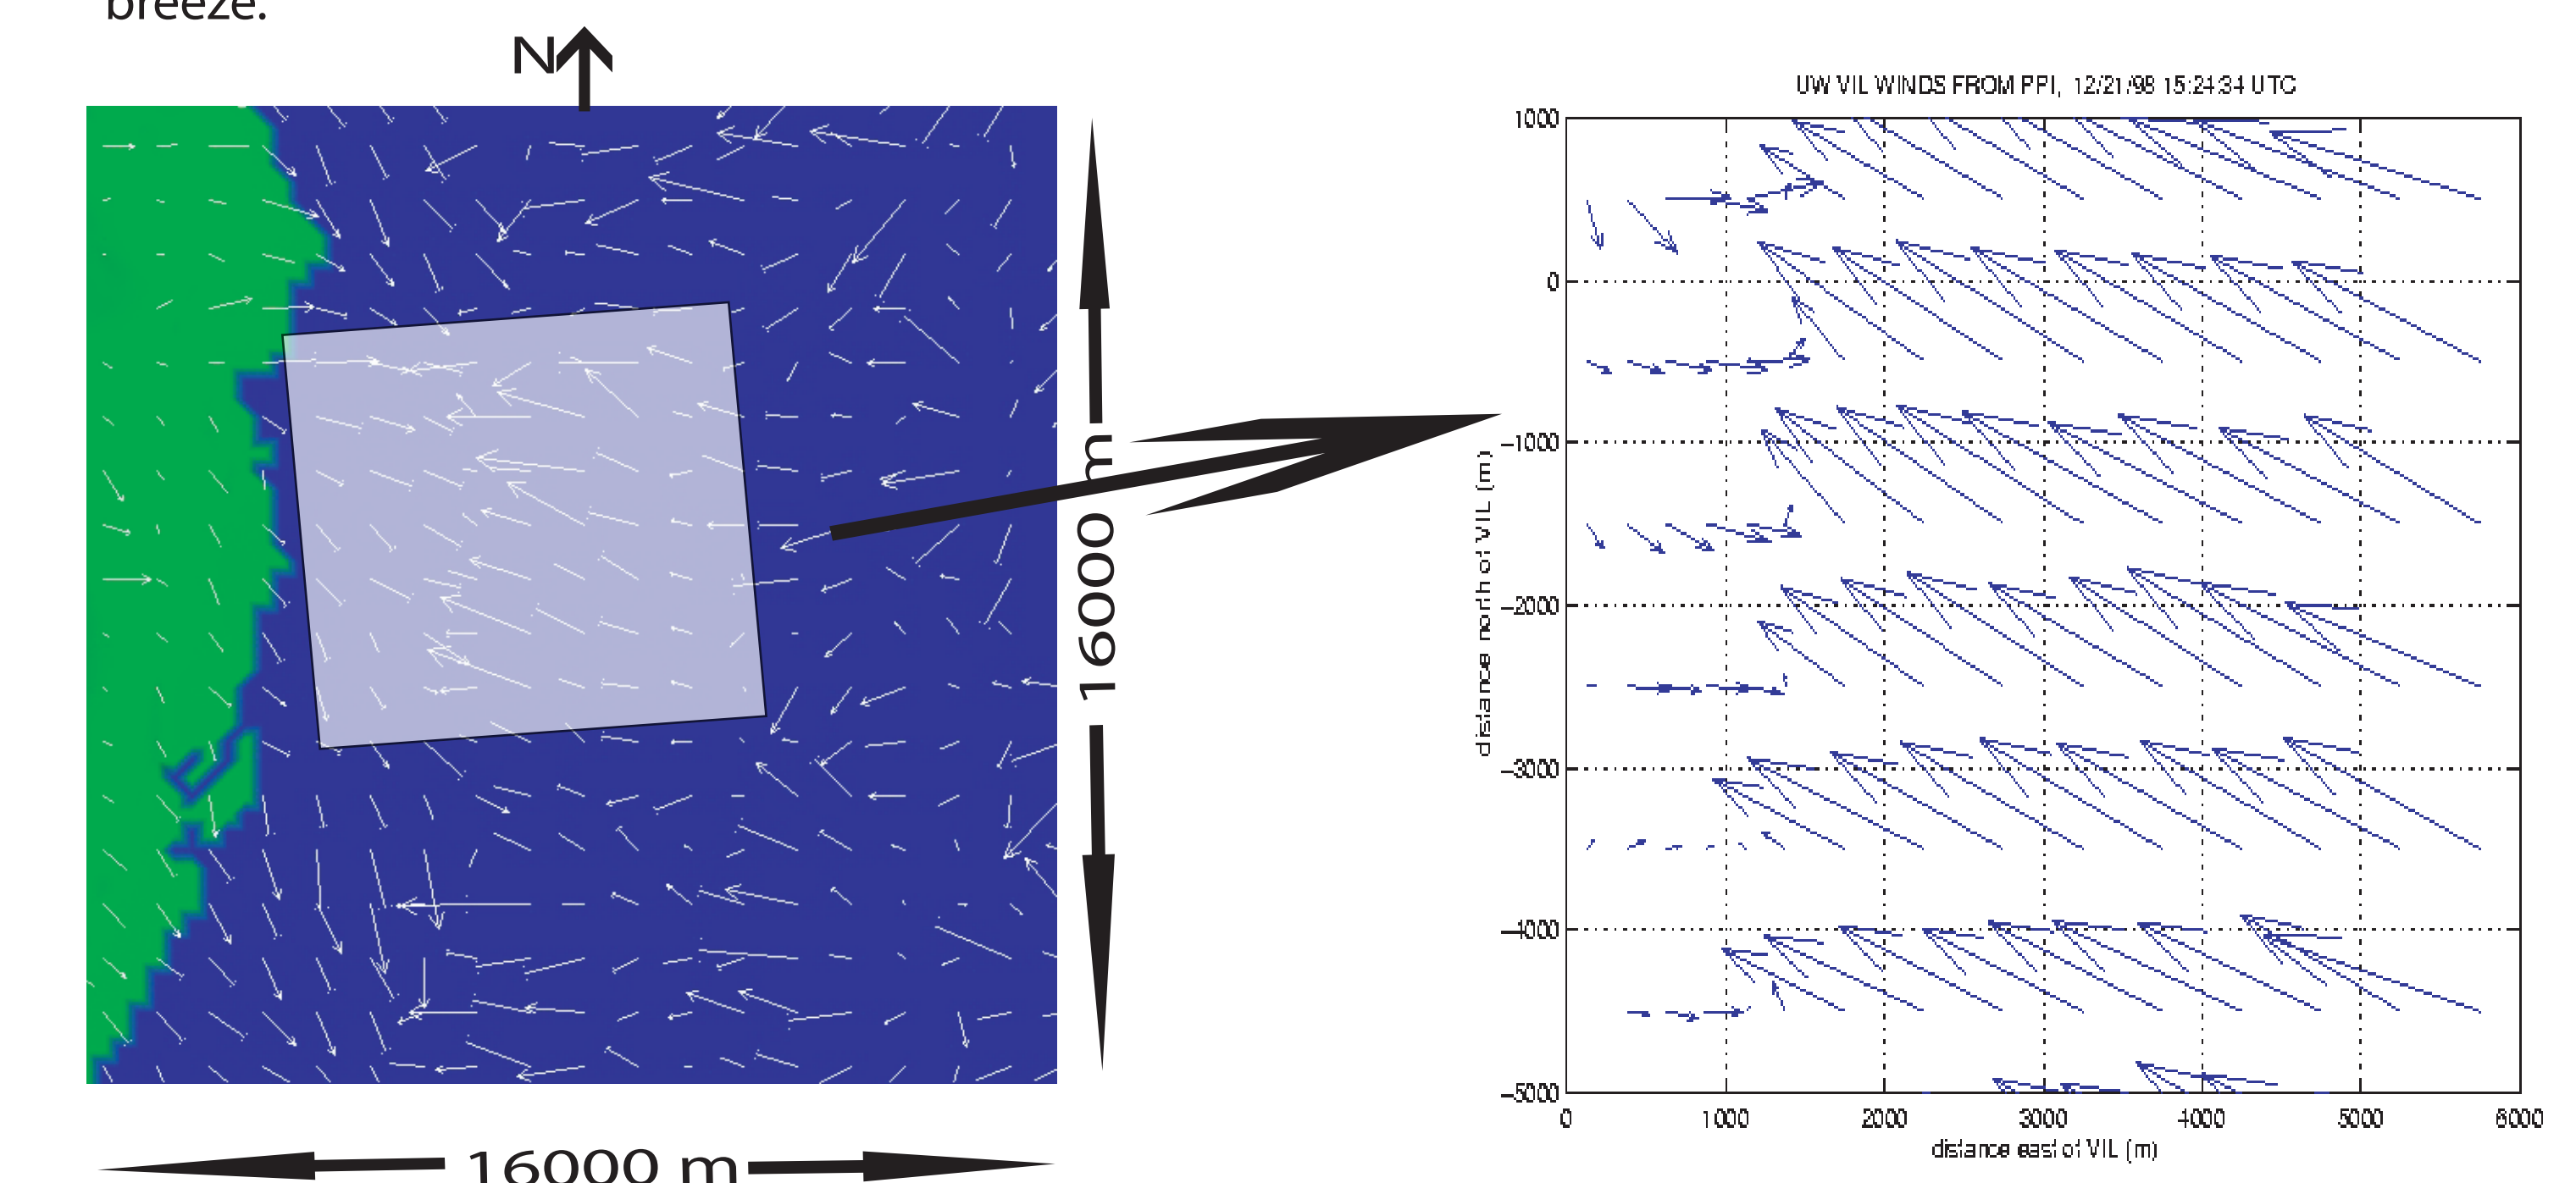 breeze.
N
16000 m
16000 m
UW VIL WINDS FROM PPI, 12/21/98 15:24:34 UTC
1000
0
−1000
−2000
−3000
−4000
−5000
distance north of VIL (m)
0 1000 2000 3000 4000 5000 6000
distance east of VIL (m)